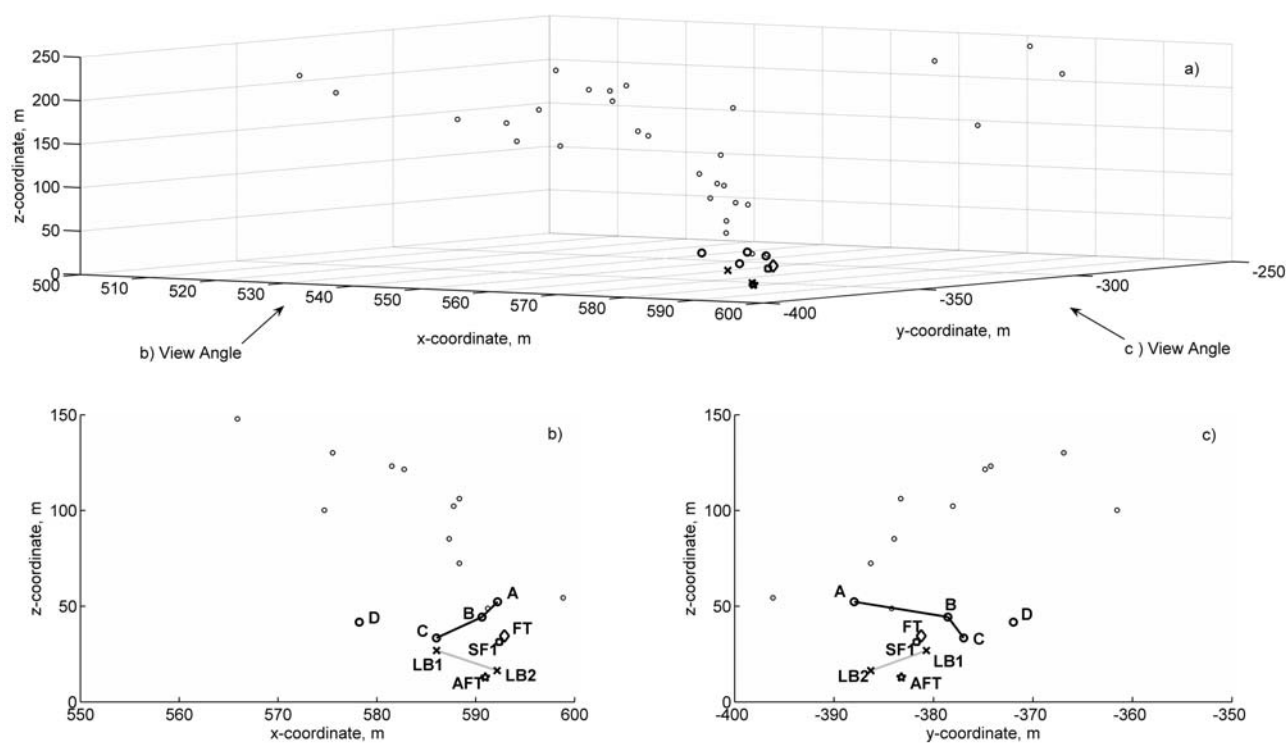 a)
250
200
150
100
50
0
z-coordinate, m
500
510
520
530
540
550
560
570
580
590
600
x-coordinate, m
-400
-350
-300
-250
y-coordinate, m
b) View Angle
c ) View Angle
b)
150
100
50
0
z-coordinate, m
A
B
C
D
FT
SF1
LB1
LB2
AFT
550
560
570
580
590
600
x-coordinate, m
c)
150
100
50
0
z-coordinate, m
A
B
C
D
FT
SF1
LB1
LB2
AFT
-400
-390
-380
-370
-360
-350
y-coordinate, m